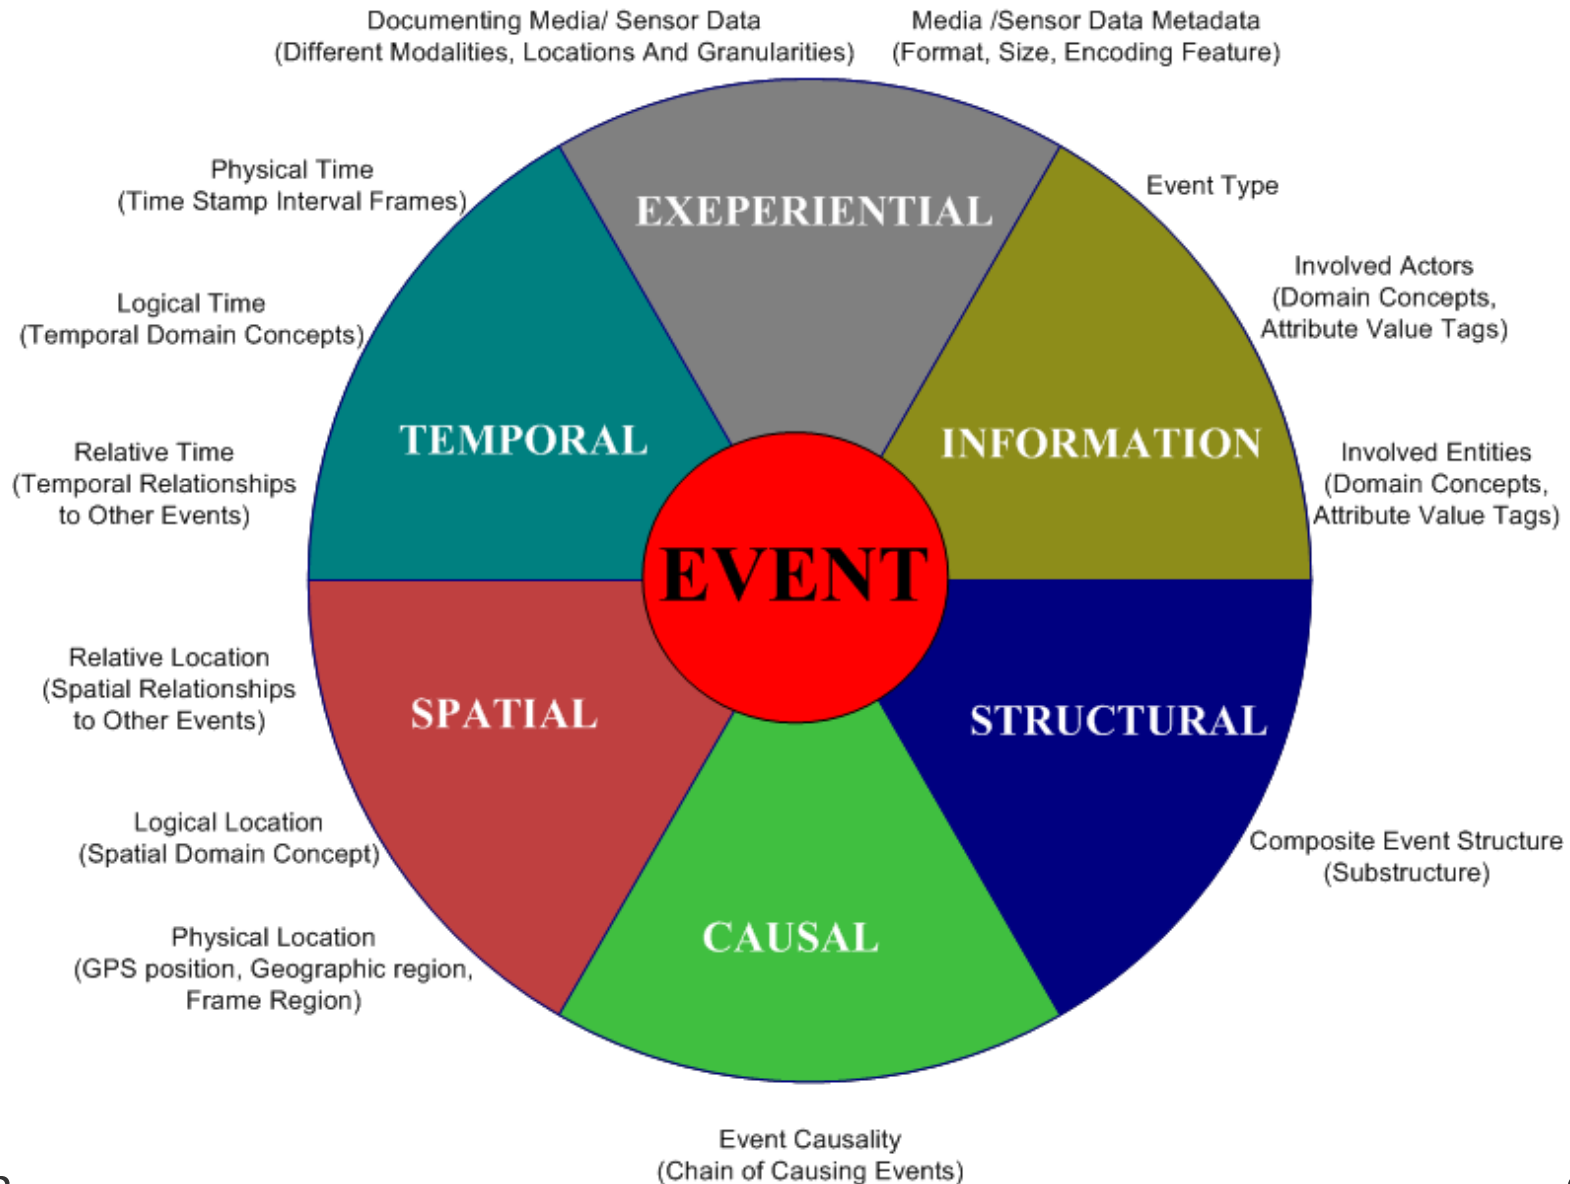 Documenting Media/ Sensor Data
(Different Modalities, Locations And Granularities)
Media /Sensor Data Metadata
(Format, Size, Encoding Feature)
Physical Time
(Time Stamp Interval Frames)
Event Type
EXEPERIENTIAL
Involved Actors
(Domain Concepts,
Attribute Value Tags)
Logical Time
(Temporal Domain Concepts)
TEMPORAL
INFORMATION
Relative Time
(Temporal Relationships
to Other Events)
Involved Entities
(Domain Concepts,
Attribute Value Tags)
EVENT
Relative Location
(Spatial Relationships
to Other Events)
SPATIAL
STRUCTURAL
Logical Location
(Spatial Domain Concept)
Composite Event Structure
(Substructure)
Physical Location
(GPS position, Geographic region,
Frame Region)
CAUSAL
Event Causality
(Chain of Causing Events)